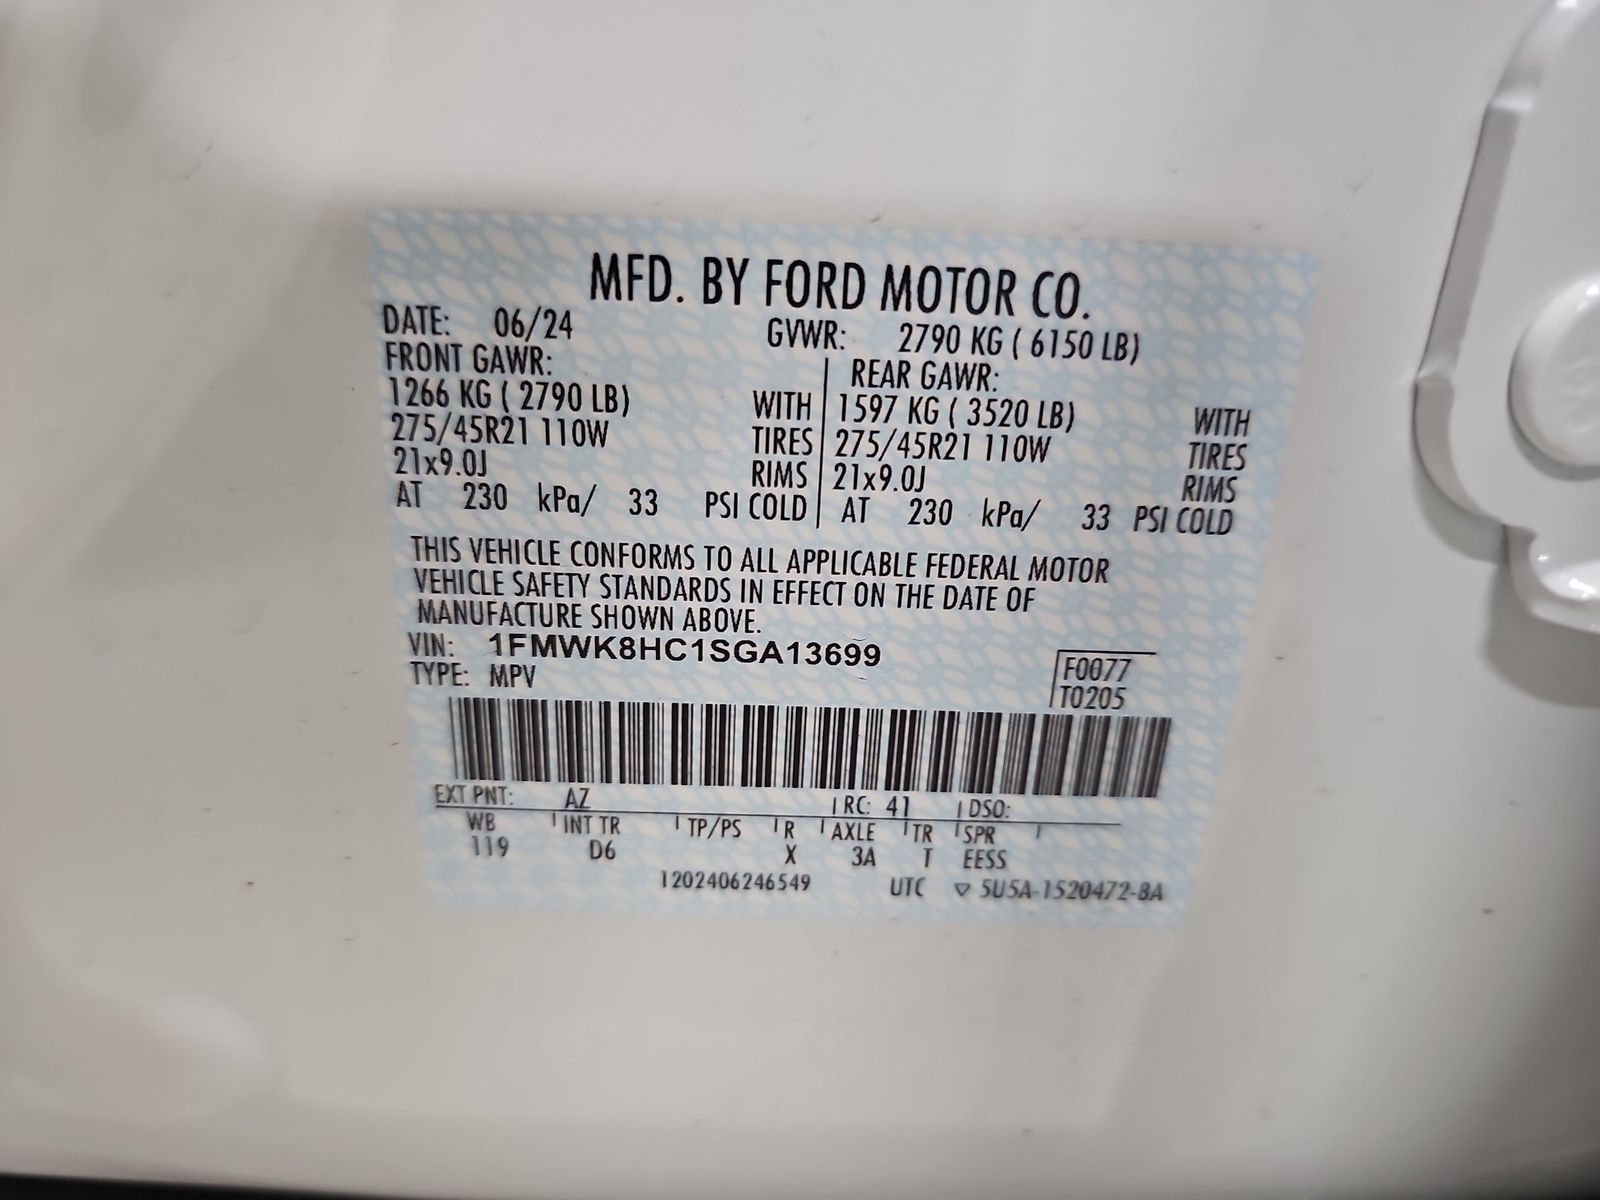 MFD. BY FORD MOTOR CO.
DATE: 06/24 GVWR: 2790 KG ( 6150 LB)
FRONT GAWR: REAR GAWR:
1266 KG ( 2790 LB) WITH 1597 KG ( 3520 LB) WITH
275/45R21 110W TIRES 275/45R21 110W TIRES
21x9.0J RIMS 21x9.0J RIMS
AT 230 kPa/ 33 PSI COLD AT 230 kPa/ 33 PSI COLD
THIS VEHICLE CONFORMS TO ALL APPLICABLE FEDERAL MOTOR
VEHICLE SAFETY STANDARDS IN EFFECT ON THE DATE OF
MANUFACTURE SHOWN ABOVE.
VIN: 1FMWK8HC1SGA13699
F0077
TYPE: MPV
T0205
EXT PNT: AZ RC: 41 DSO:
WB INT TR TP/PS R AXLE TR SPR
119 D6 X 3A T EESS
1202406246549 UTC ▽ 5U5A-1520472-BA